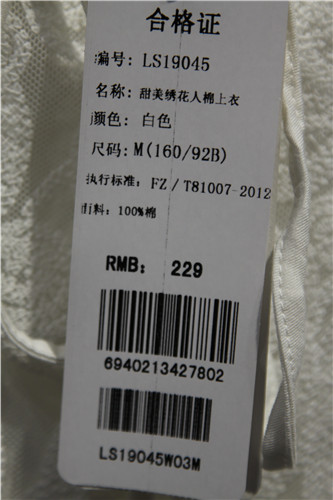 合格证
编号: LS19045
名称: 甜美绣花人棉上衣
颜色: 白色
尺码: M(160/92B)
执行标准: FZ/T81007-2012
面料: 100%棉
RMB: 229
6940213427802
LS19045W03M